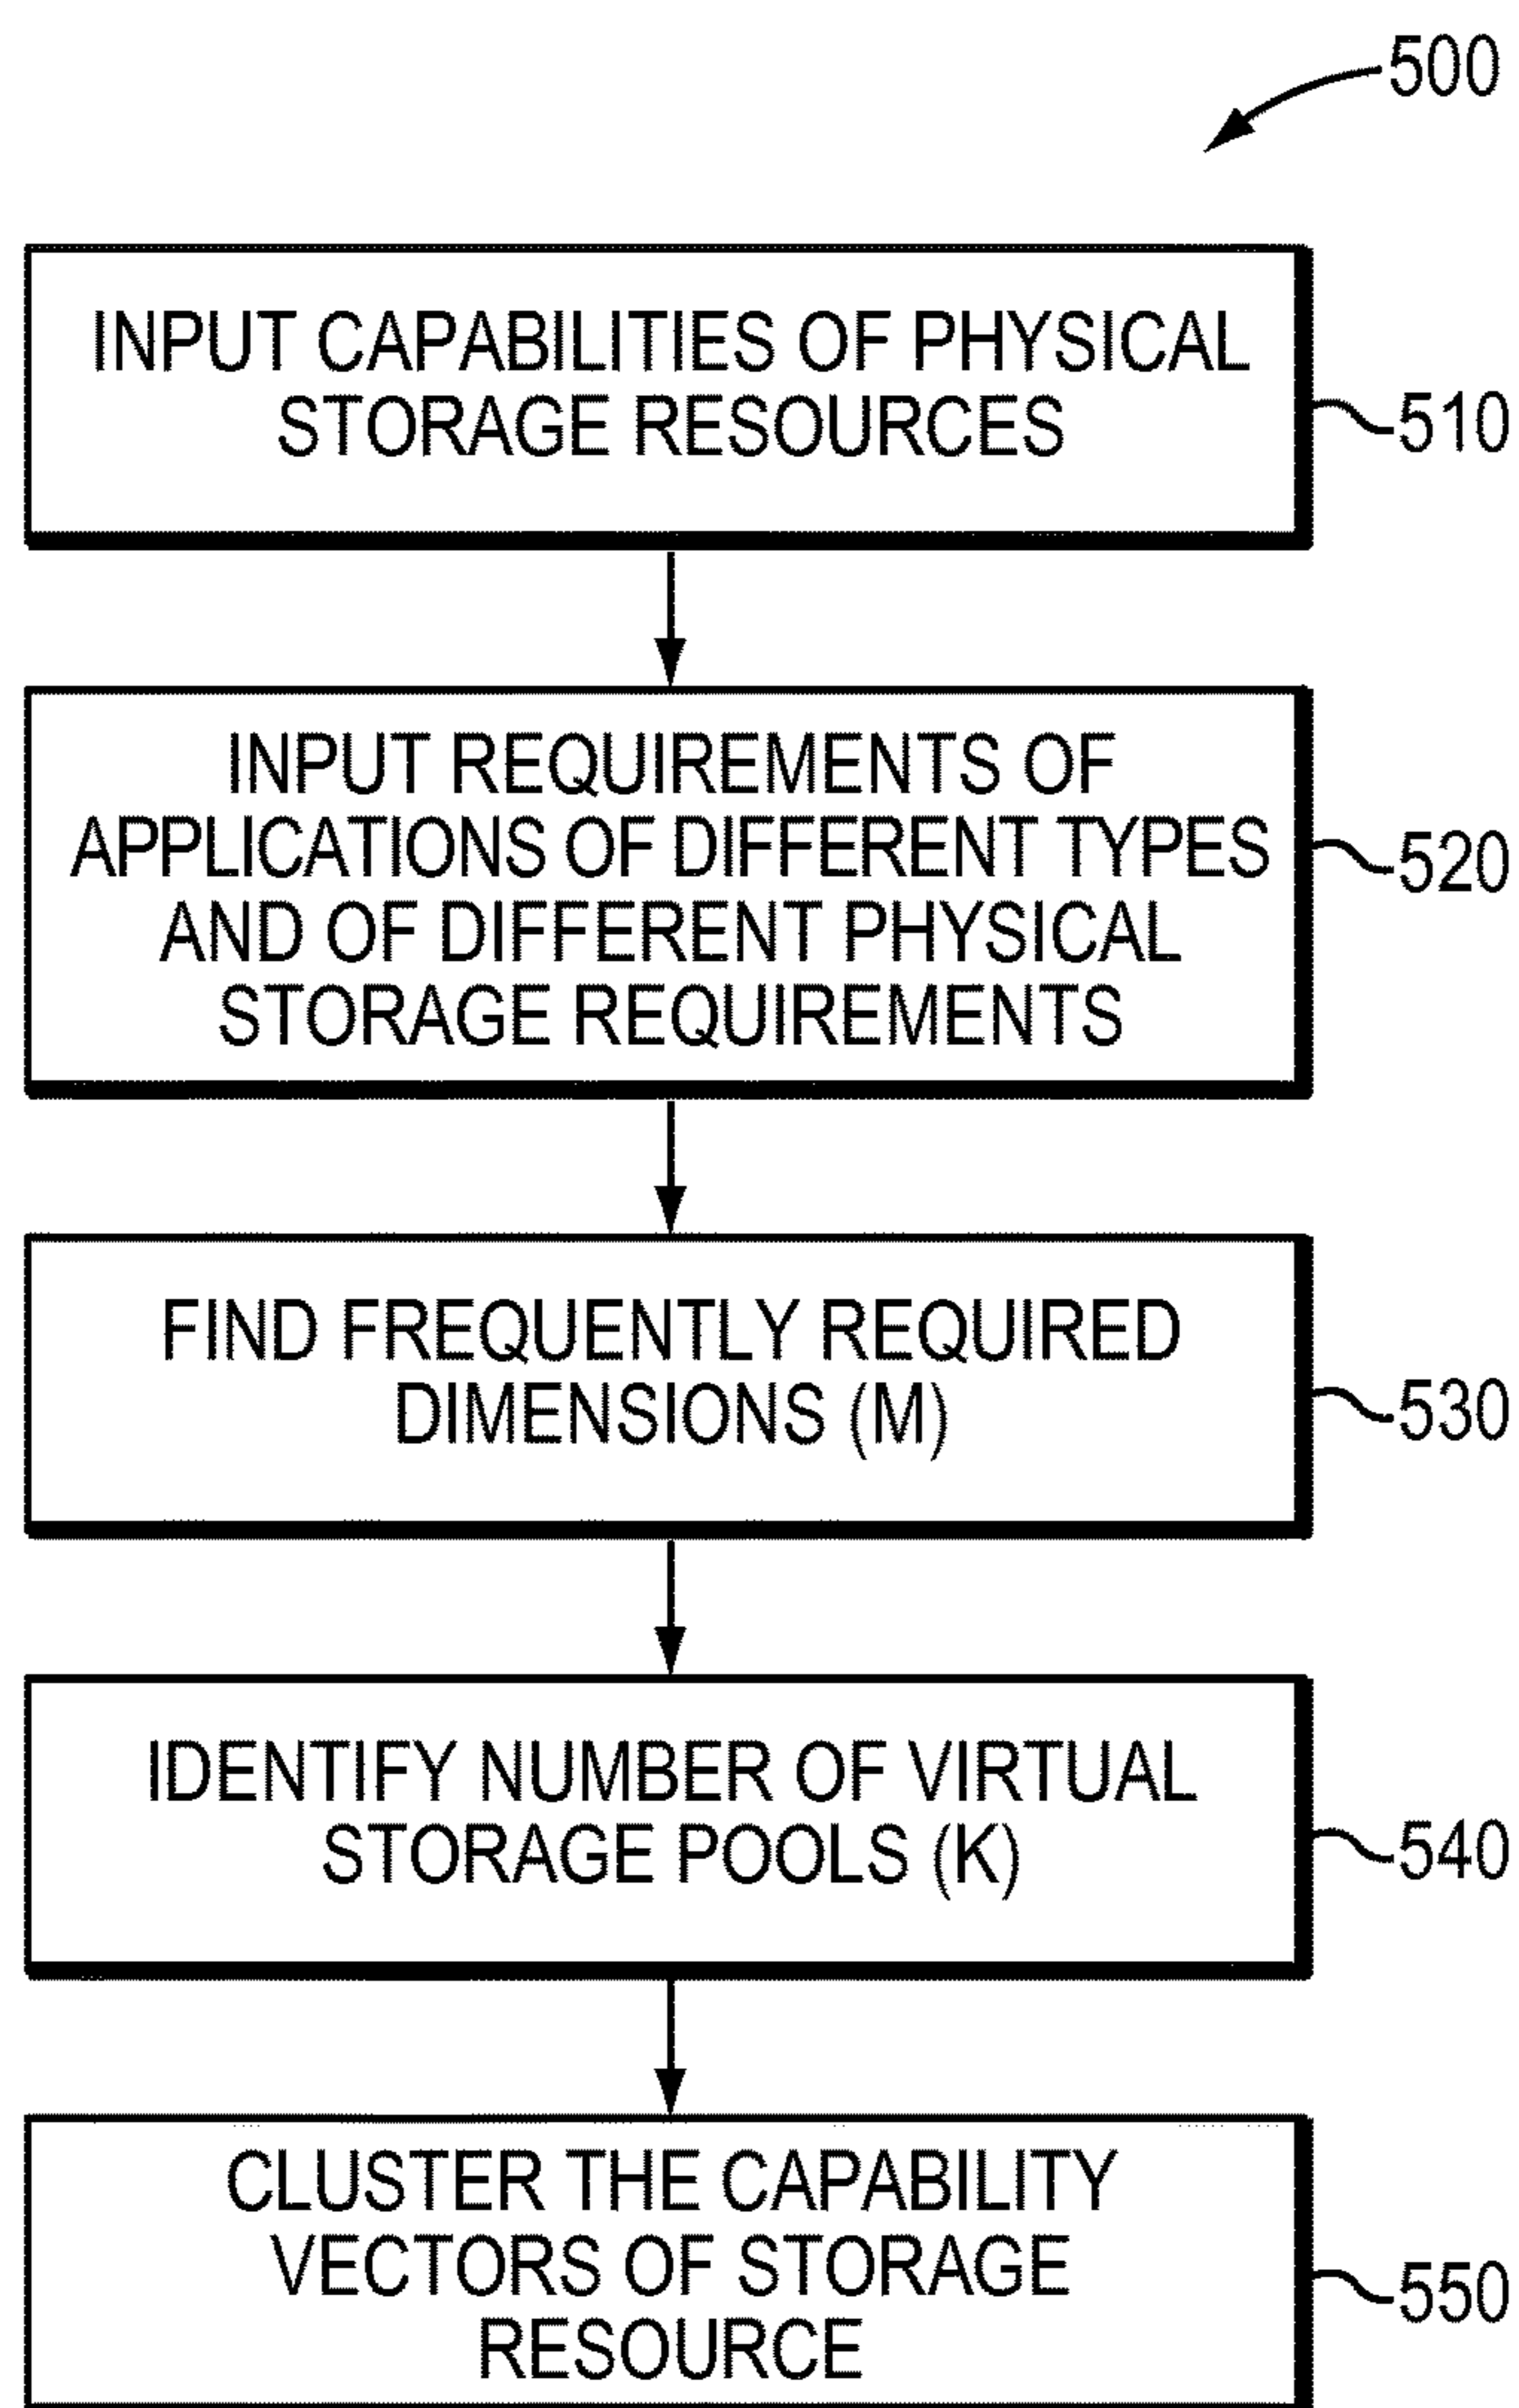 500
INPUT CAPABILITIES OF PHYSICAL
STORAGE RESOURCES
510
INPUT REQUIREMENTS OF
APPLICATIONS OF DIFFERENT TYPES
AND OF DIFFERENT PHYSICAL
STORAGE REQUIREMENTS
520
FIND FREQUENTLY REQUIRED
DIMENSIONS (M)
530
IDENTIFY NUMBER OF VIRTUAL
STORAGE POOLS (K)
540
CLUSTER THE CAPABILITY
VECTORS OF STORAGE
RESOURCE
550